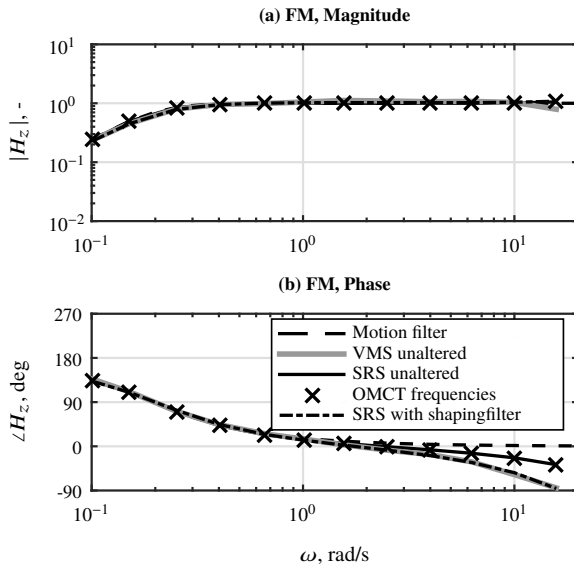 (a) FM, Magnitude
10^1
10^0
10^-1
10^-2
|H_z|, -
10^-1 10^0 10^1
(b) FM, Phase
270
180
90
0
-90
∠H_z, deg
Motion filter
VMS unaltered
SRS unaltered
OMCT frequencies
SRS with shapingfilter
10^-1 10^0 10^1
ω, rad/s